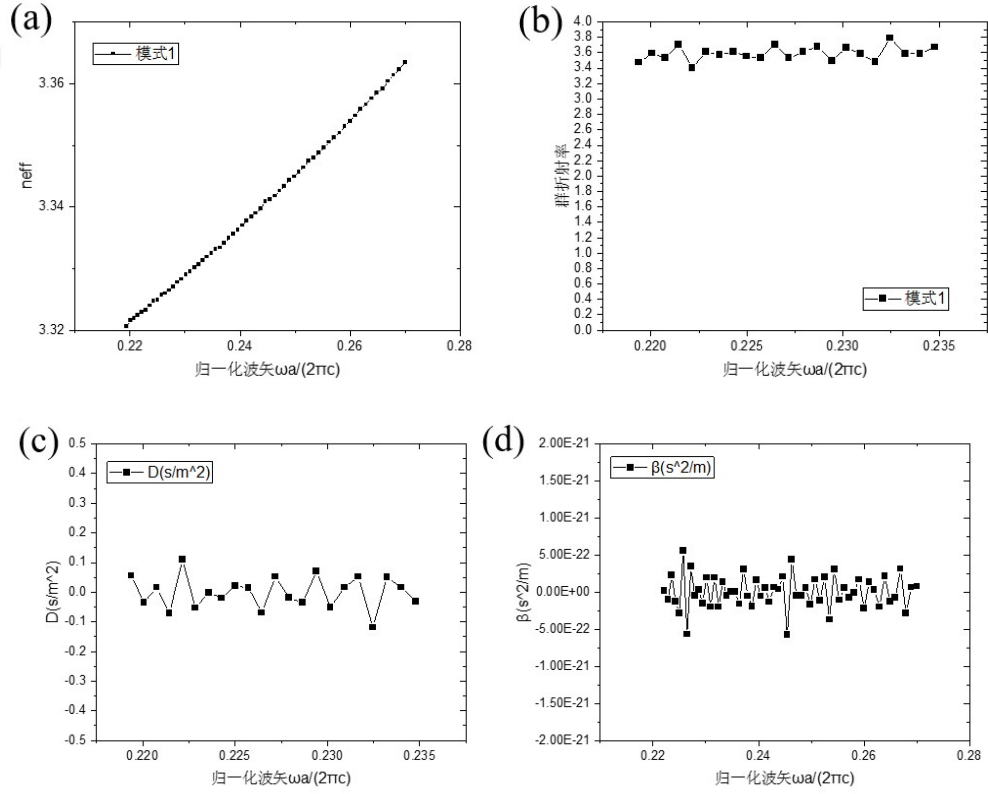 (a)
模式1
3.36
3.34
3.32
neff
0.22
0.24
0.26
0.28
归一化波矢ωa/(2πc)
(b)
4.0
3.8
3.6
3.4
3.2
3.0
2.8
2.6
2.4
2.2
2.0
1.8
1.6
1.4
1.2
1.0
0.8
0.6
0.4
0.2
0.0
群折射率
模式1
0.220
0.225
0.230
0.235
归一化波矢ωa/(2πc)
(c)
0.5
0.4
0.3
0.2
0.1
0.0
-0.1
-0.2
-0.3
-0.4
-0.5
D(s/m^2)
D(s/m^2)
0.220
0.225
0.230
0.235
归一化波矢ωa/(2πc)
(d)
2.00E-21
1.50E-21
1.00E-21
5.00E-22
0.00E+00
-5.00E-22
-1.00E-21
-1.50E-21
-2.00E-21
β(s^2/m)
β(s^2/m)
0.22
0.24
0.26
0.28
归一化波矢ωa/(2πc)